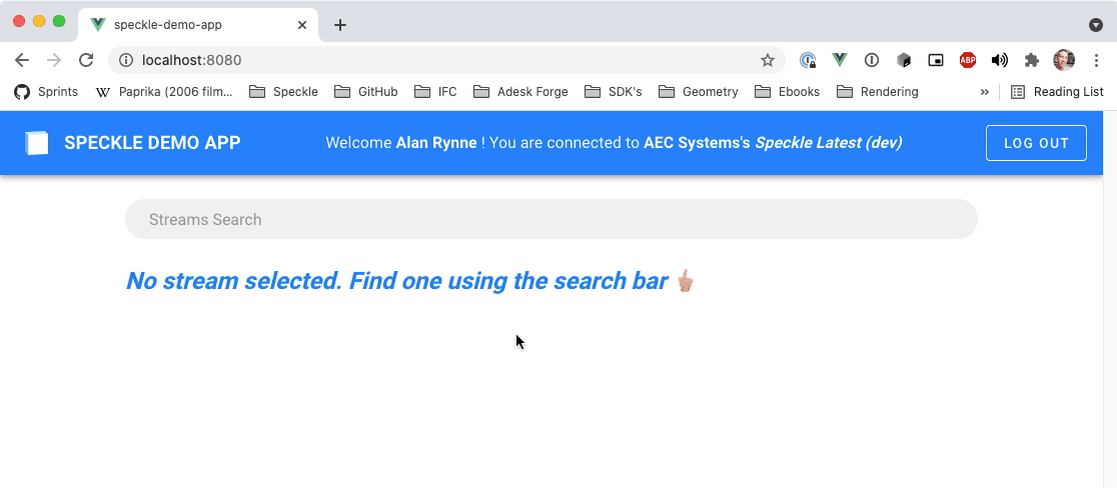 speckle-demo-app
localhost:8080
ABP
Sprints W Paprika (2006 film... Speckle GitHub IFC Adesk Forge SDK's Geometry Ebooks Rendering » Reading List
SPECKLE DEMO APP Welcome Alan Rynne ! You are connected to AEC Systems's Speckle Latest (dev) LOG OUT
Streams Search
No stream selected. Find one using the search bar 👆🏼